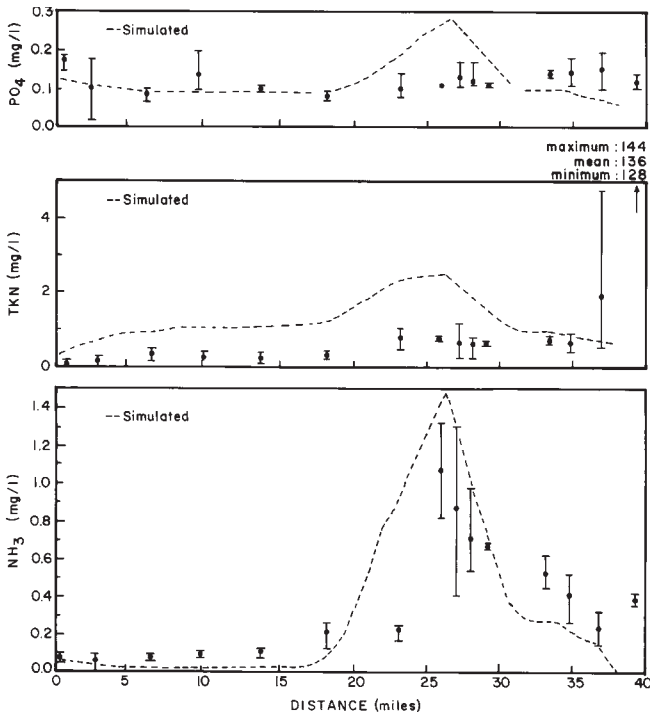 0.3
--Simulated
0.2
0.1
0.0
PO4 (mg/l)
maximum : 144
mean : 136
minimum : 128
--Simulated
4
2
0
TKN (mg/l)
1.4
--Simulated
1.2
1.0
0.8
0.6
0.4
0.2
0.0
NH3 (mg/l)
0 5 10 15 20 25 30 35 40
DISTANCE (miles)